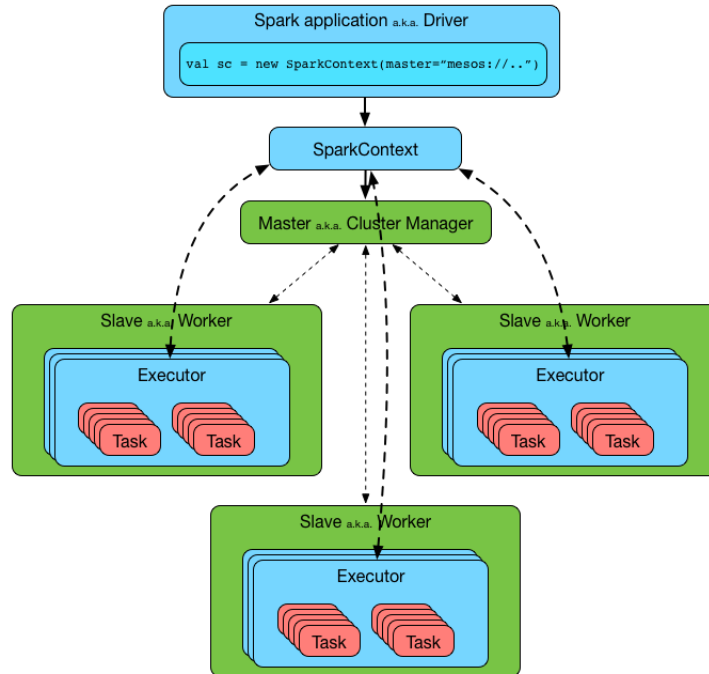 Spark application a.k.a. Driver
val sc = new SparkContext(master=“mesos://..”)
SparkContext
Master a.k.a. Cluster Manager
Slave a.k.a. Worker
Executor
Task
Task
Slave a.k.a. Worker
Executor
Task
Task
Slave a.k.a. Worker
Executor
Task
Task